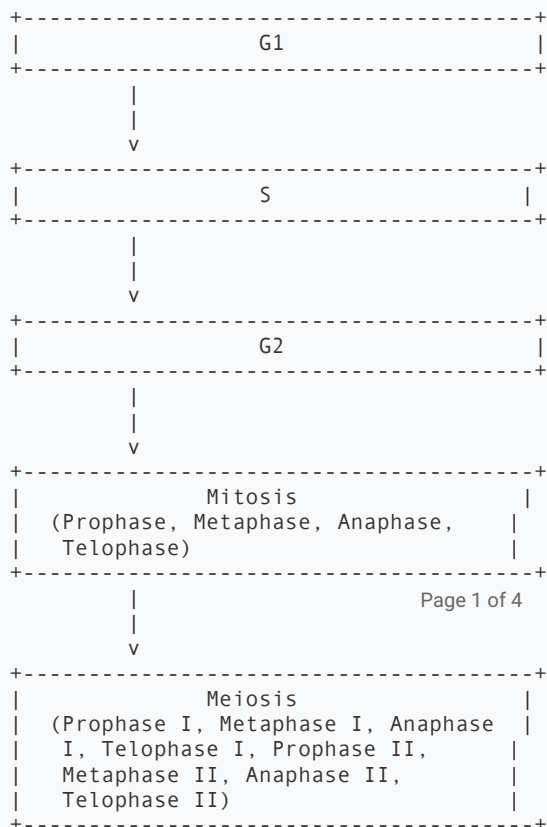 +--------------------------------------+
| G1 |
+--------------------------------------+
|
|
v
+--------------------------------------+
| S |
+--------------------------------------+
|
|
v
+--------------------------------------+
| G2 |
+--------------------------------------+
|
|
v
+--------------------------------------+
| Mitosis |
| (Prophase, Metaphase, Anaphase, |
| Telophase) |
+--------------------------------------+
| Page 1 of 4
|
v
+--------------------------------------+
| Meiosis |
| (Prophase I, Metaphase I, Anaphase |
| I, Telophase I, Prophase II, |
| Metaphase II, Anaphase II, |
| Telophase II) |
+--------------------------------------+